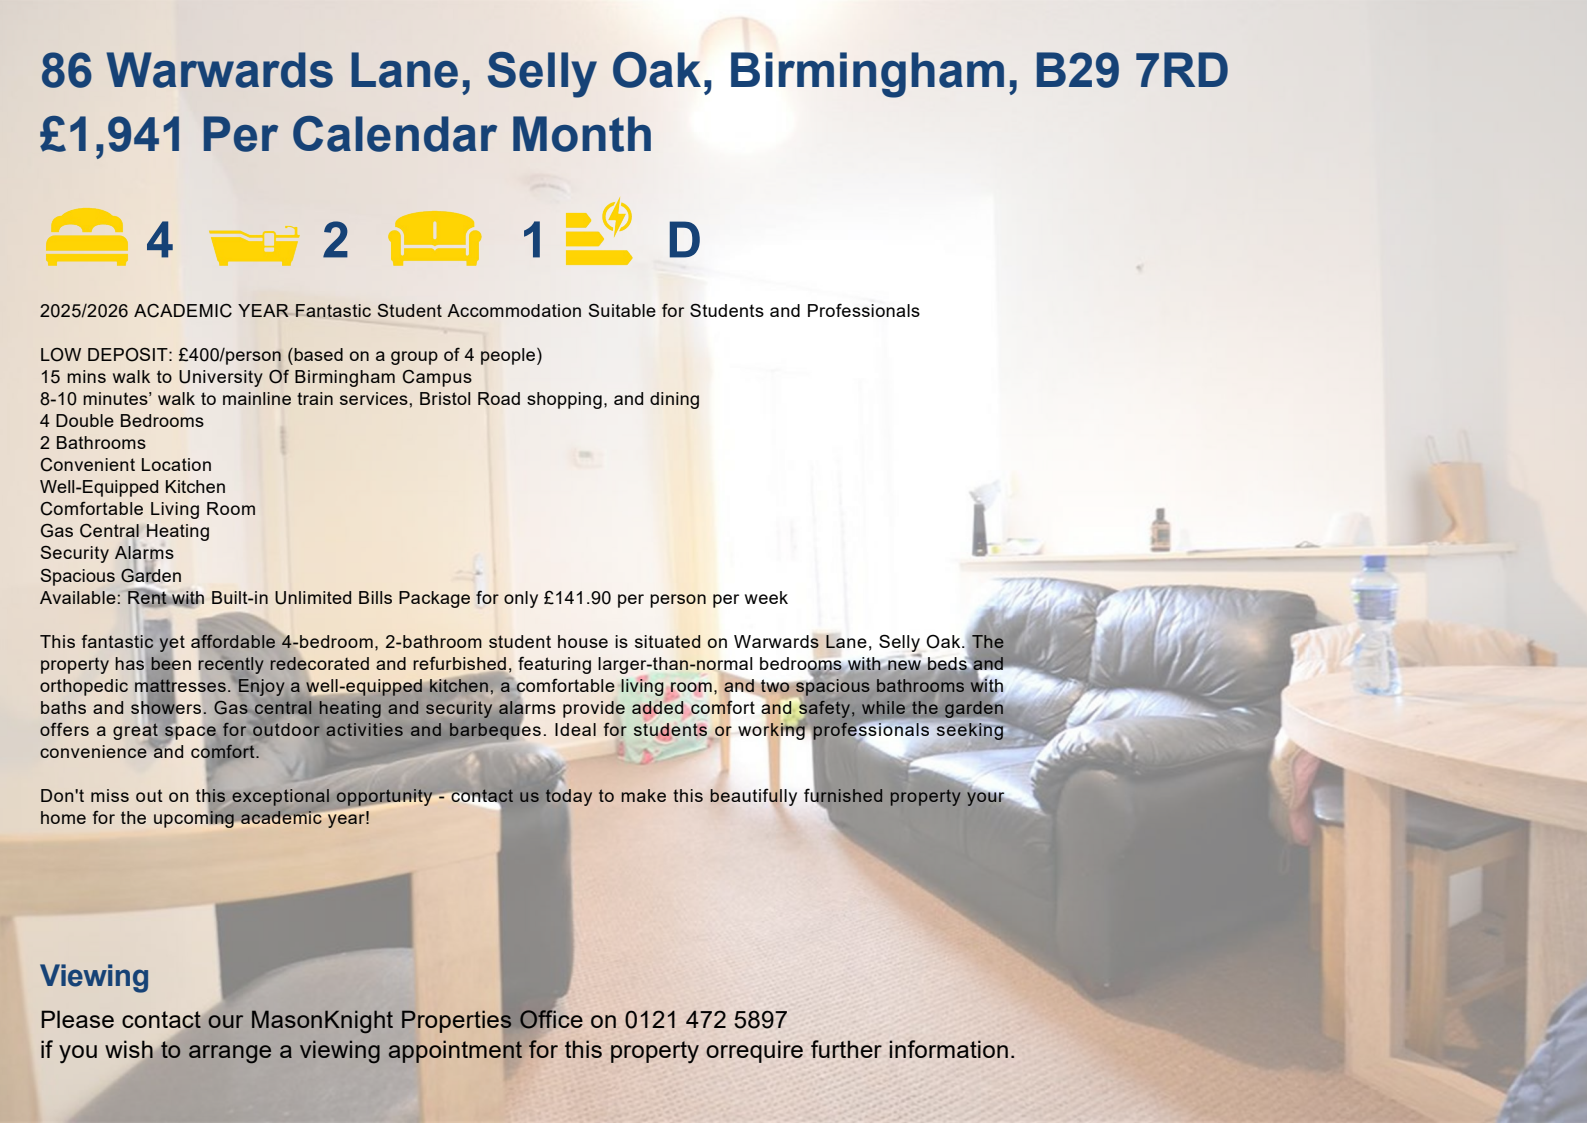 86 Warwards Lane, Selly Oak, Birmingham, B29 7RD
£1,941 Per Calendar Month
4 2 1 D
2025/2026 ACADEMIC YEAR Fantastic Student Accommodation Suitable for Students and Professionals
LOW DEPOSIT: £400/person (based on a group of 4 people)
15 mins walk to University Of Birmingham Campus
8-10 minutes’ walk to mainline train services, Bristol Road shopping, and dining
4 Double Bedrooms
2 Bathrooms
Convenient Location
Well-Equipped Kitchen
Comfortable Living Room
Gas Central Heating
Security Alarms
Spacious Garden
Available: Rent with Built-in Unlimited Bills Package for only £141.90 per person per week
This fantastic yet affordable 4-bedroom, 2-bathroom student house is situated on Warwards Lane, Selly Oak. The
property has been recently redecorated and refurbished, featuring larger-than-normal bedrooms with new beds and
orthopedic mattresses. Enjoy a well-equipped kitchen, a comfortable living room, and two spacious bathrooms with
baths and showers. Gas central heating and security alarms provide added comfort and safety, while the garden
offers a great space for outdoor activities and barbeques. Ideal for students or working professionals seeking
convenience and comfort.
Don't miss out on this exceptional opportunity - contact us today to make this beautifully furnished property your
home for the upcoming academic year!
Viewing
Please contact our MasonKnight Properties Office on 0121 472 5897
if you wish to arrange a viewing appointment for this property orrequire further information.